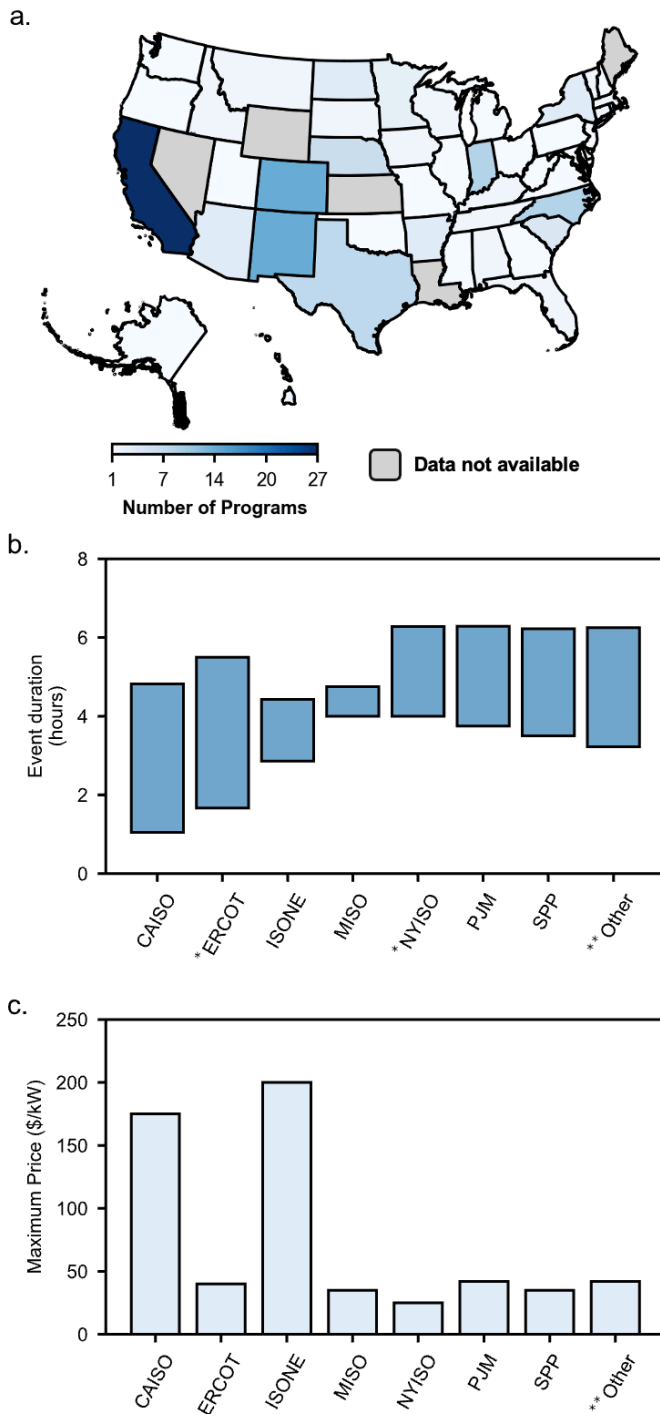 a.
1 7 14 20 27
Number of Programs
Data not available
b.
8
6
4
2
0
Event duration
(hours)
CAISO
*ERCOT
ISONE
MISO
*NYISO
PJM
SPP
**Other
c.
250
200
150
100
50
0
Maximum Price ($/kW)
CAISO
ERCOT
ISONE
MISO
NYISO
PJM
SPP
**Other